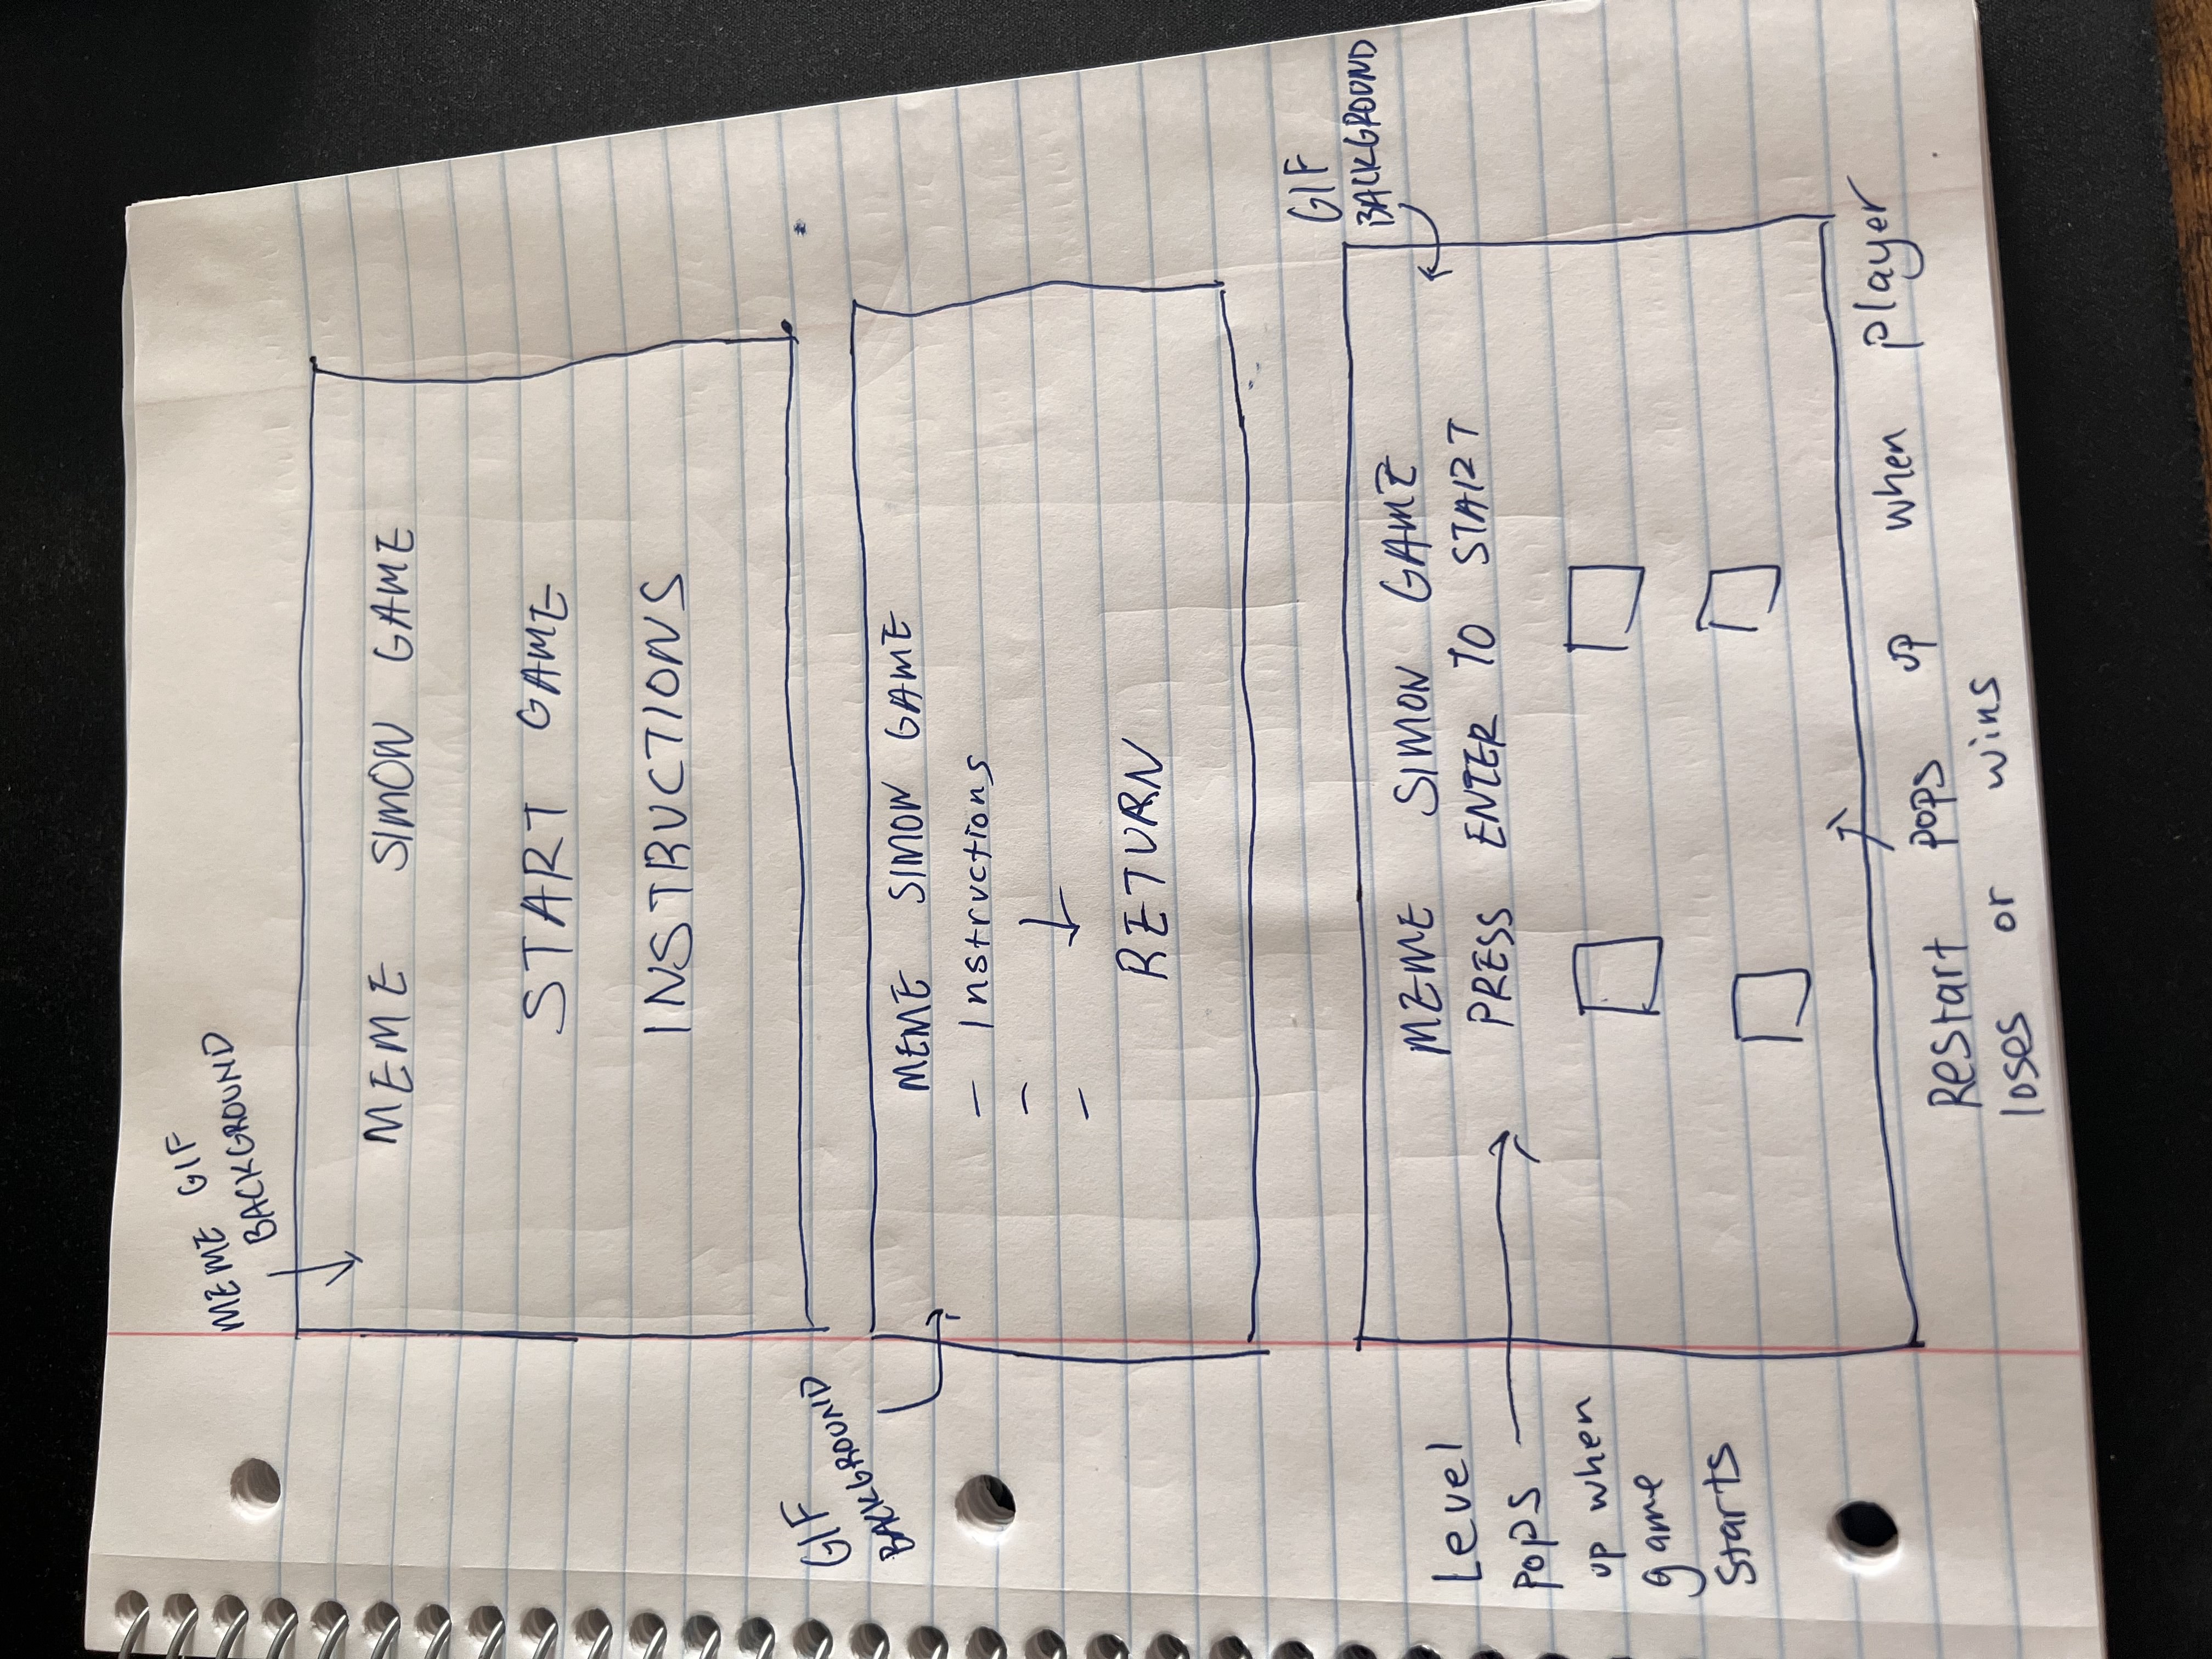 MEME GIF
BACKGROUND
MEME SIMON GAME
START GAME
INSTRUCTIONS
GIF
BACKGROUND
MEME SIMON GAME
- Instructions
-
-
RETURN
GIF
BACKGROUND
MEME SIMON GAME
PRESS ENTER TO START
Level
pops
up when
game
starts
Restart pops up when player
loses or wins